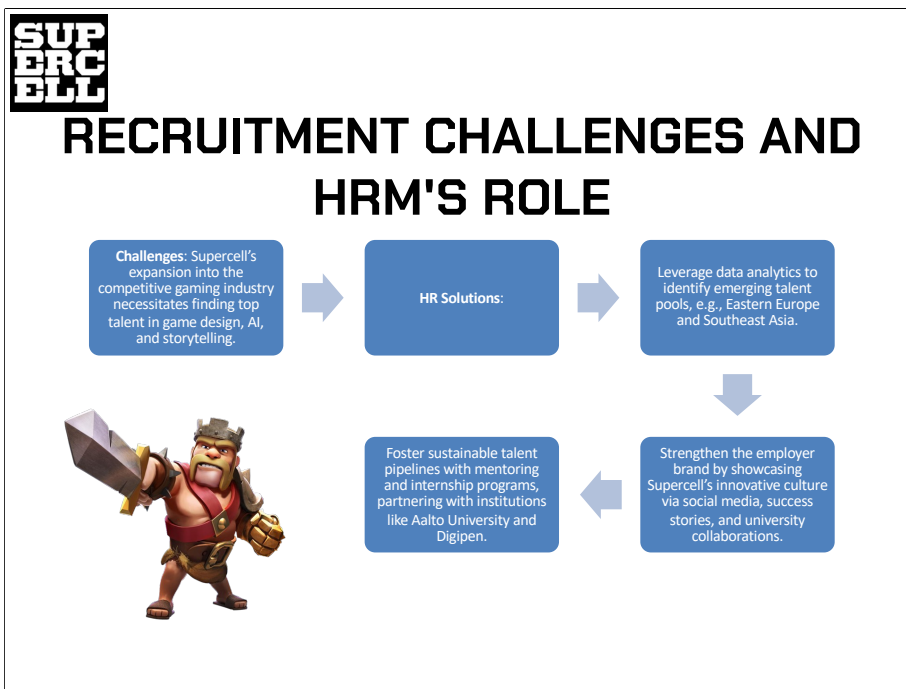 SUP
ERC
ELL
RECRUITMENT CHALLENGES AND
HRM'S ROLE
Challenges: Supercell’s
expansion into the
competitive gaming industry
necessitates finding top
talent in game design, AI,
and storytelling.
HR Solutions:
Leverage data analytics to
identify emerging talent
pools, e.g., Eastern Europe
and Southeast Asia.
Strengthen the employer
brand by showcasing
Supercell’s innovative culture
via social media, success
stories, and university
collaborations.
Foster sustainable talent
pipelines with mentoring
and internship programs,
partnering with institutions
like Aalto University and
Digipen.